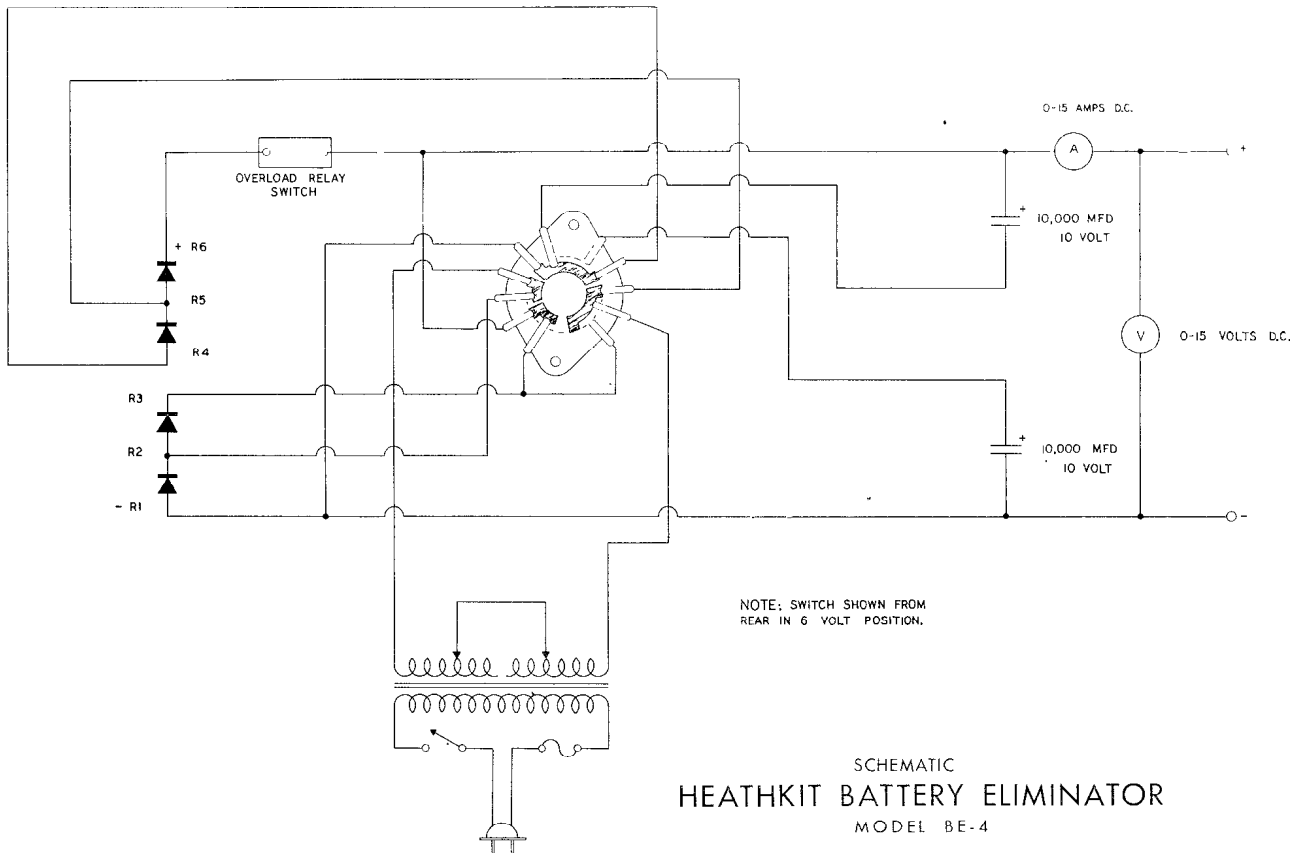 0-15 AMPS D.C.
A
+
OVERLOAD RELAY
SWITCH
+
10,000 MFD
10 VOLT
+ R6
R5
R4
V
0-15 VOLTS D.C.
R3
R2
- R1
+
10,000 MFD
10 VOLT
-
NOTE: SWITCH SHOWN FROM
REAR IN 6 VOLT POSITION.
SCHEMATIC
HEATHKIT BATTERY ELIMINATOR
MODEL BE-4